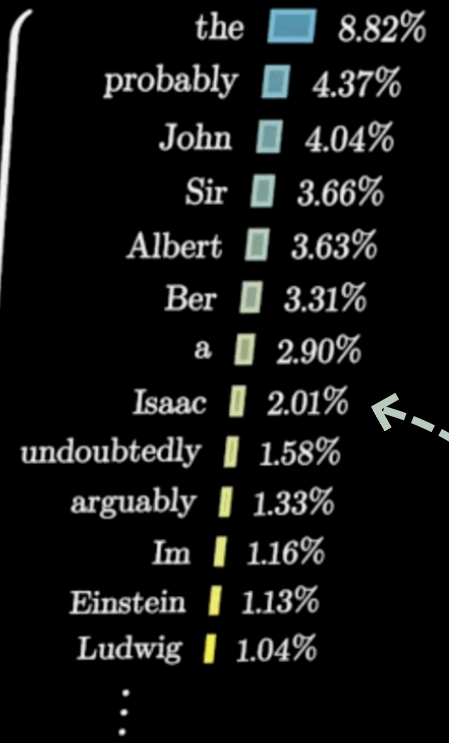 the 8.82%
probably 4.37%
John 4.04%
Sir 3.66%
Albert 3.63%
Ber 3.31%
a 2.90%
Isaac 2.01%
undoubtedly 1.58%
arguably 1.33%
Im 1.16%
Einstein 1.13%
Ludwig 1.04%
⋮